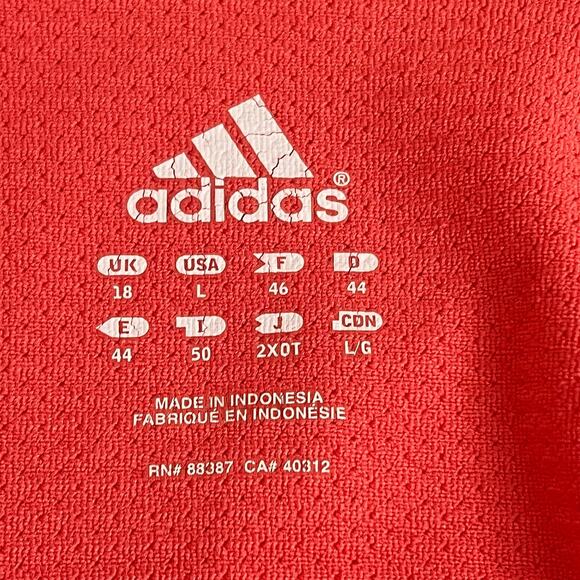 adidas®
UK USA F D
18 L 46 44
E I J CDN
44 50 2XOT L/G
MADE IN INDONESIA
FABRIQUÉ EN INDONÉSIE
RN# 88387 CA# 40312